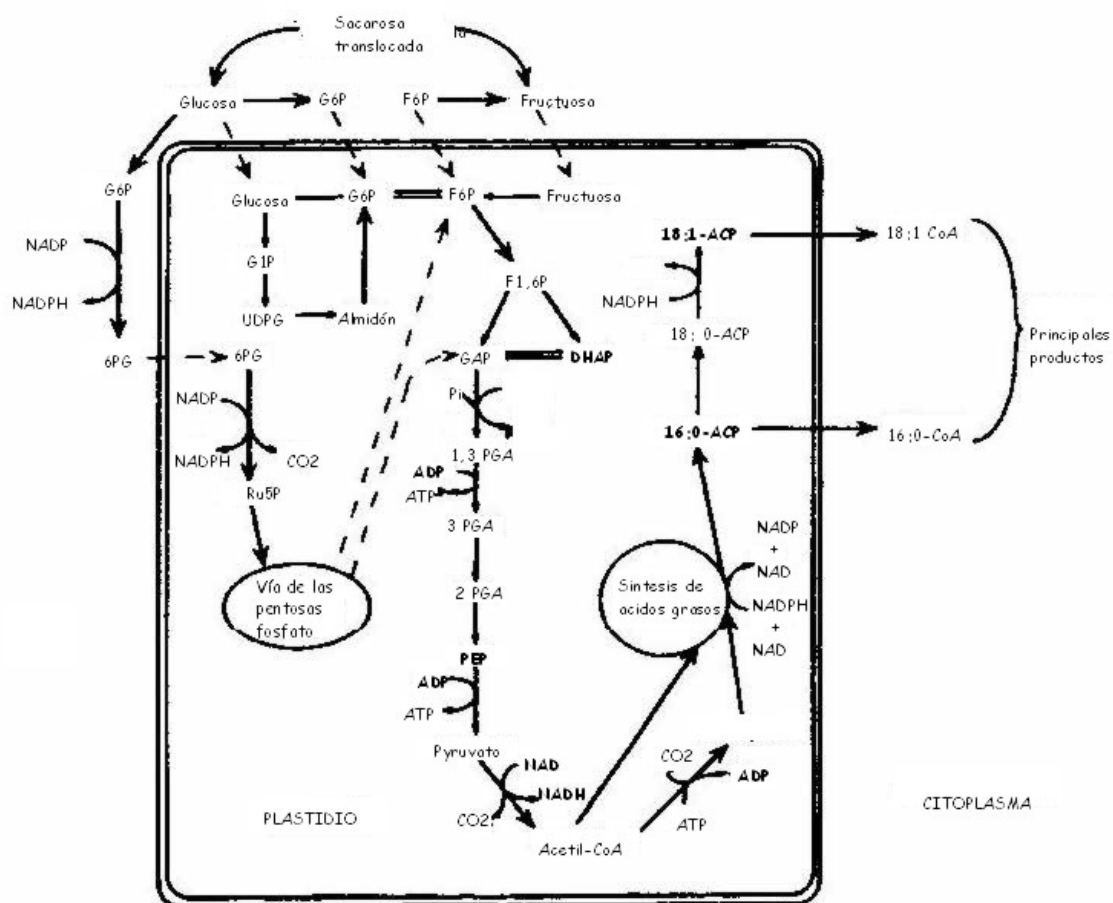 Sacarosa
translocada
la
Glucosa
G6P
F6P
Fructuosa
G6P
Glucosa
G6P
F6P
Fructuosa
NADP
NADPH
G1P
UDPG
Almidón
F1,6P
18:1-ACP
18:1 CoA
NADPH
18: 0-ACP
6PG
6PG
GAP
DHAP
Principales
productos
NADP
NADPH
CO2
Pi
16:0-ACP
16:0-CoA
1,3 PGA
ADP
ATP
Ru5P
3 PGA
NADP
+
NAD
NADPH
+
NAD
Vía de las
pentosas
fosfato
2 PGA
Síntesis de
acidos grasos
PEP
ADP
ATP
Pyruvato
NAD
NADH
CO2
CO2
ADP
ATP
Acetil-CoA
PLASTIDIO
CITOPLASMA